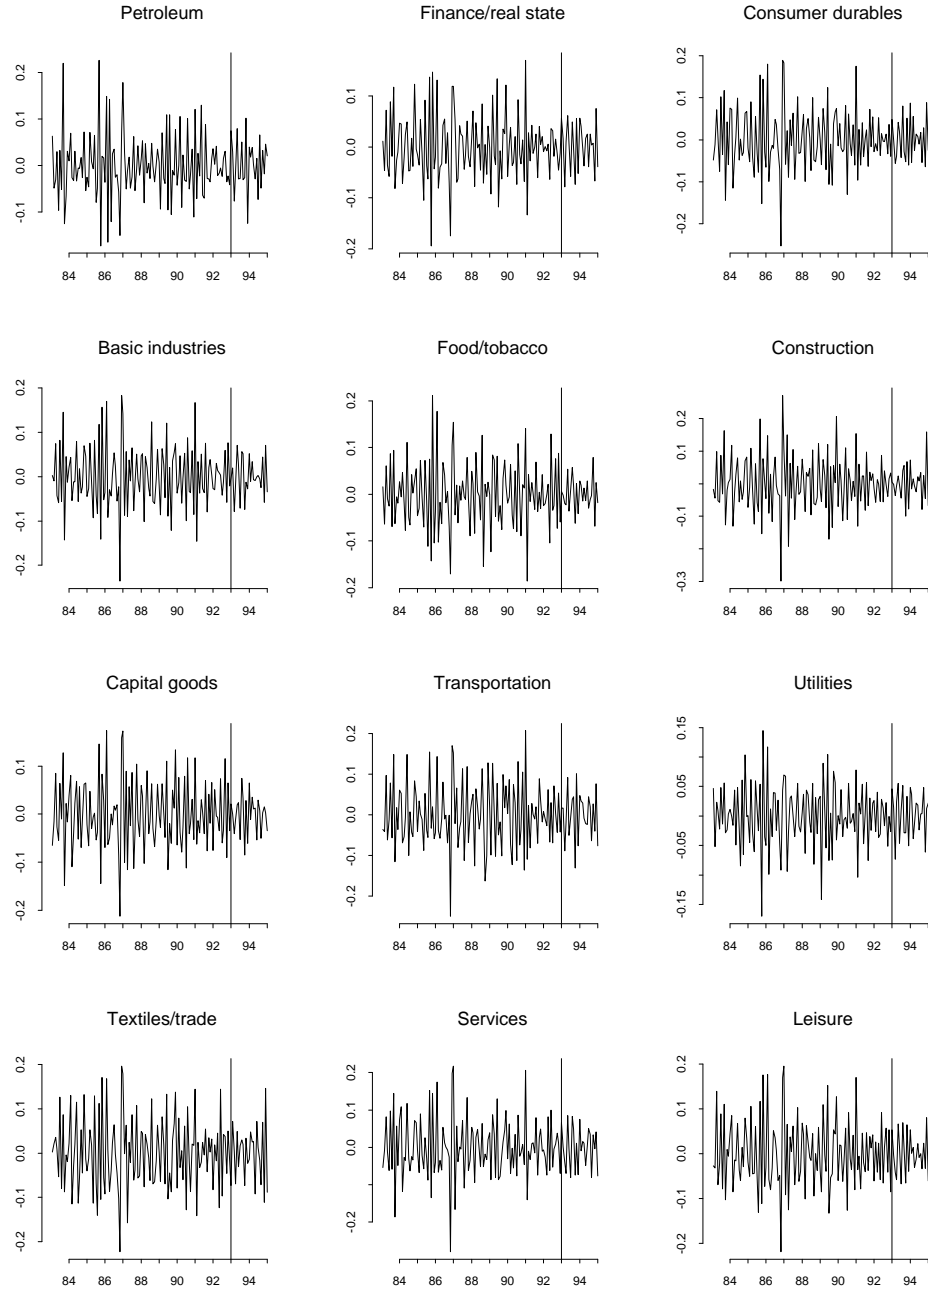 Petroleum
0.2
0.1
0.0
-0.1
84 86 88 90 92 94
Finance/real state
0.1
0.0
-0.1
-0.2
84 86 88 90 92 94
Consumer durables
0.2
0.1
0.0
-0.1
-0.2
84 86 88 90 92 94
Basic industries
0.2
0.1
0.0
-0.1
-0.2
84 86 88 90 92 94
Food/tobacco
0.2
0.1
0.0
-0.1
-0.2
84 86 88 90 92 94
Construction
0.2
0.1
-0.1
-0.3
84 86 88 90 92 94
Capital goods
0.1
0.0
-0.1
-0.2
84 86 88 90 92 94
Transportation
0.2
0.1
0.0
-0.1
-0.2
84 86 88 90 92 94
Utilities
0.15
0.05
-0.05
-0.15
84 86 88 90 92 94
Textiles/trade
0.2
0.1
0.0
-0.1
-0.2
84 86 88 90 92 94
Services
0.2
0.1
0.0
-0.2
84 86 88 90 92 94
Leisure
0.2
0.1
0.0
-0.1
-0.2
84 86 88 90 92 94